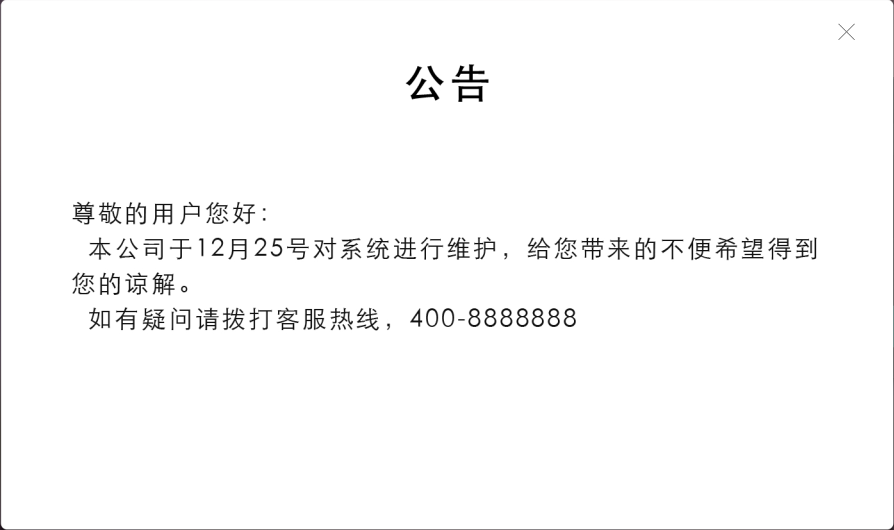 公告
尊敬的用户您好：
本公司于12月25号对系统进行维护，给您带来的不便希望得到
您的谅解。
如有疑问请拨打客服热线，400-8888888